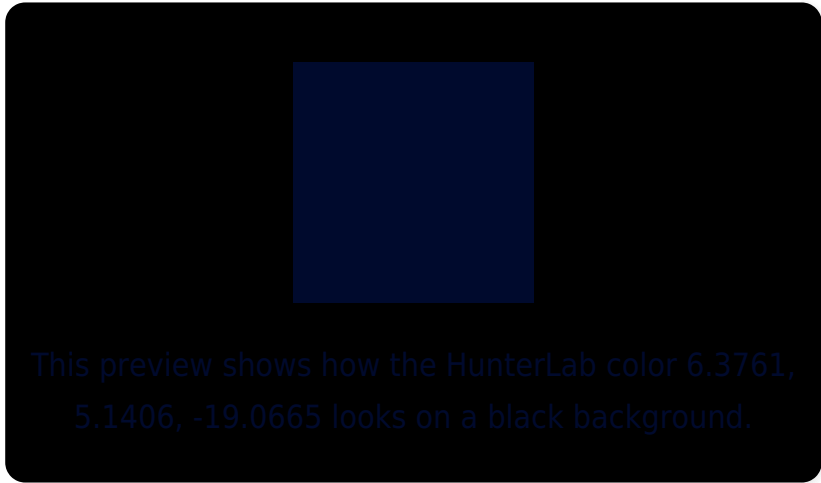 This preview shows how the HunterLab color 6.3761,
5.1406, -19.0665 looks on a black background.